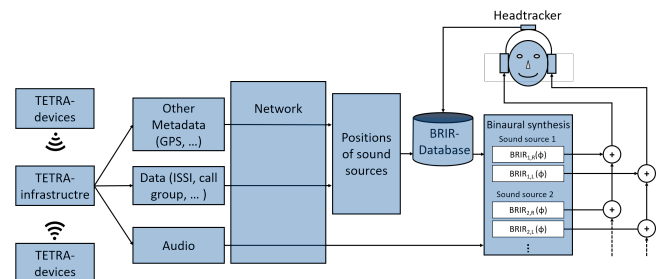 Headtracker
TETRA-
devices
TETRA-
infrastructre
TETRA-
devices
Other
Metadata
(GPS, ...)
Data (ISSI, call
group, ... )
Audio
Network
Positions
of sound
sources
BRIR-
Database
Binaural synthesis
Sound source 1
BRIR1,R(ϕ)
BRIR1,L(ϕ)
Sound source 2
BRIR2,R(ϕ)
BRIR2,L(ϕ)
⋮
+
+
+
+